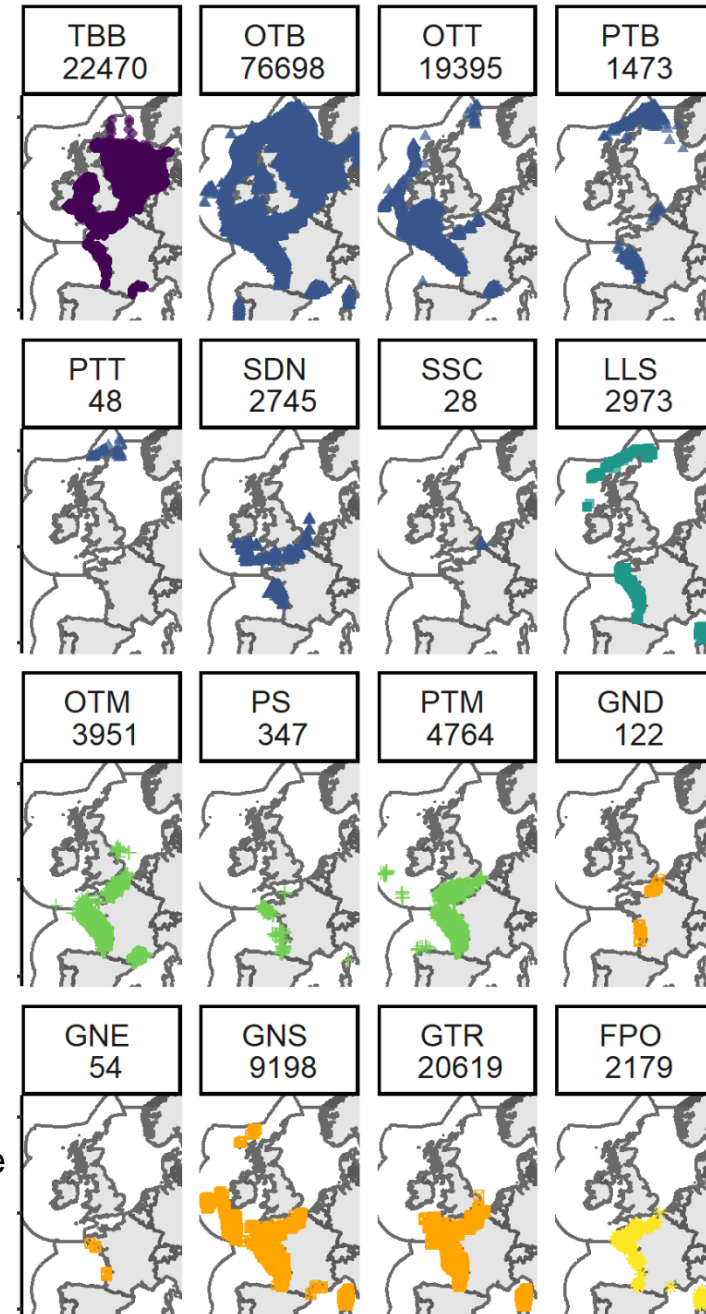 TBB
22470
OTB
76698
OTT
19395
PTB
1473
PTT
48
SDN
2745
SSC
28
LLS
2973
OTM
3951
PS
347
PTM
4764
GND
122
GNE
54
GNS
9198
GTR
20619
FPO
2179
e